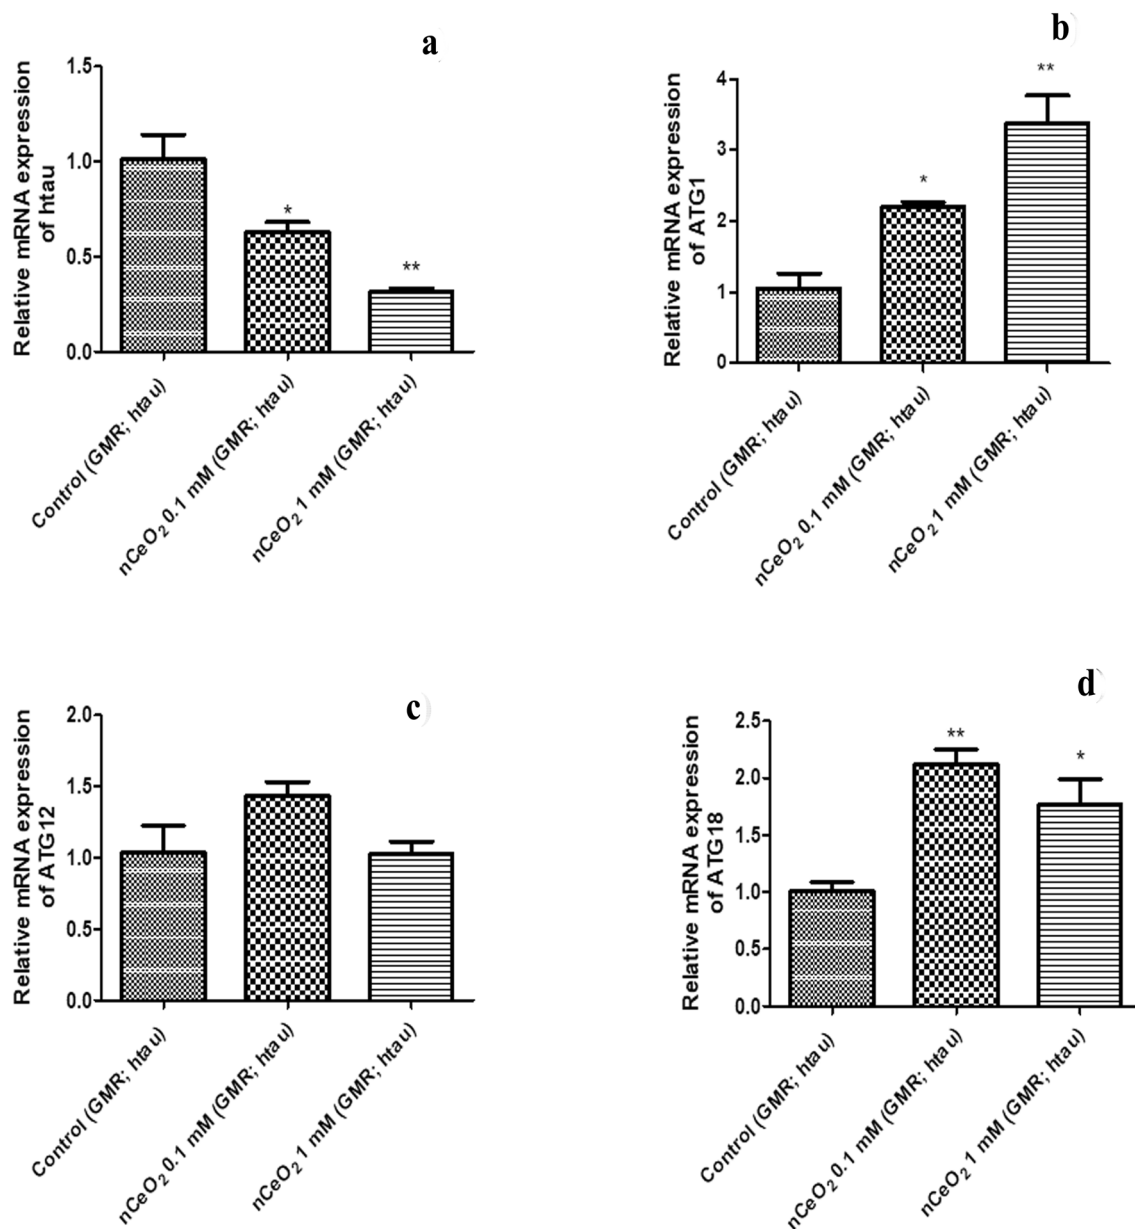 a
Relative mRNA expression
of htau
1.5
1.0
0.5
0.0
*
**
Control (GMR; htau)
nCeO2 0.1 mM (GMR; htau)
nCeO2 1 mM (GMR; htau)
b
Relative mRNA expression
of ATG1
4
3
2
1
0
*
**
Control (GMR; htau)
nCeO2 0.1 mM (GMR; htau)
nCeO2 1 mM (GMR; htau)
c
Relative mRNA expression
of ATG12
2.0
1.5
1.0
0.5
0.0
Control (GMR; htau)
nCeO2 0.1 mM (GMR; htau)
nCeO2 1 mM (GMR; htau)
d
Relative mRNA expression
of ATG18
2.5
2.0
1.5
1.0
0.5
0.0
**
*
Control (GMR; htau)
nCeO2 0.1 mM (GMR; htau)
nCeO2 1 mM (GMR; htau)